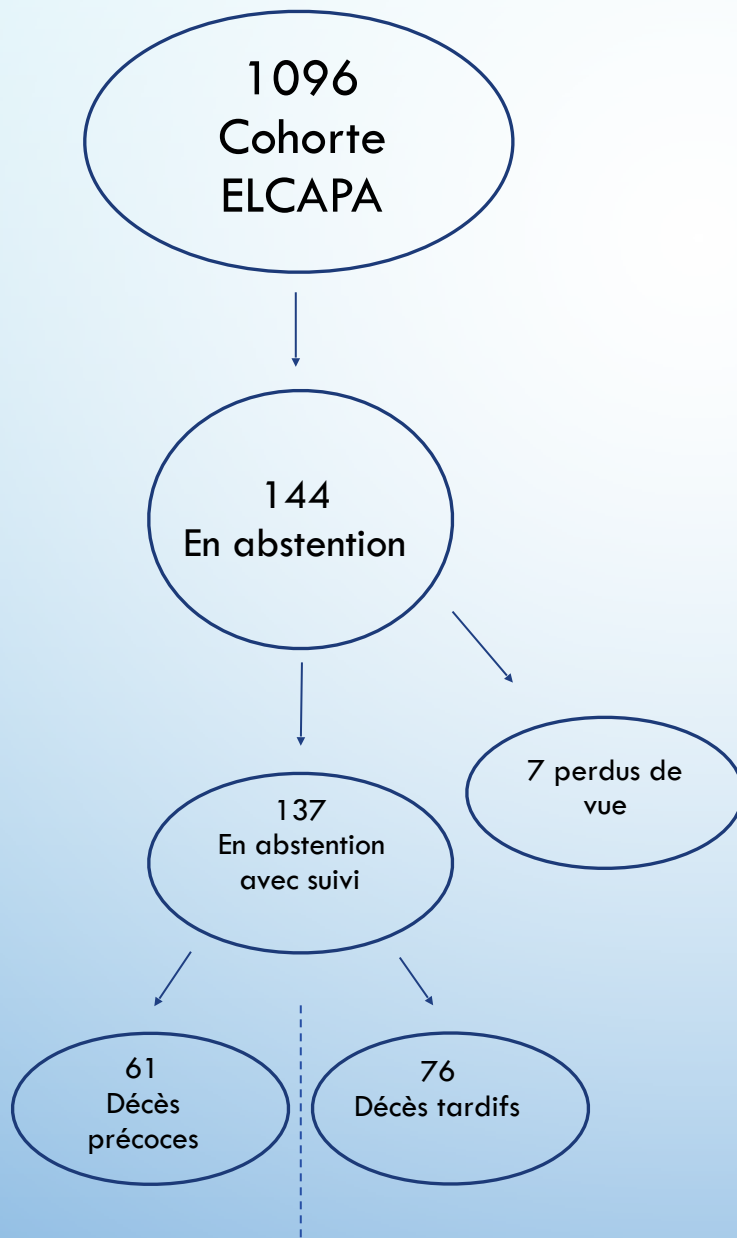 1096
Cohorte
ELCAPA
144
En abstention
7 perdus de
vue
137
En abstention
avec suivi
61
Décès
précoces
76
Décès tardifs